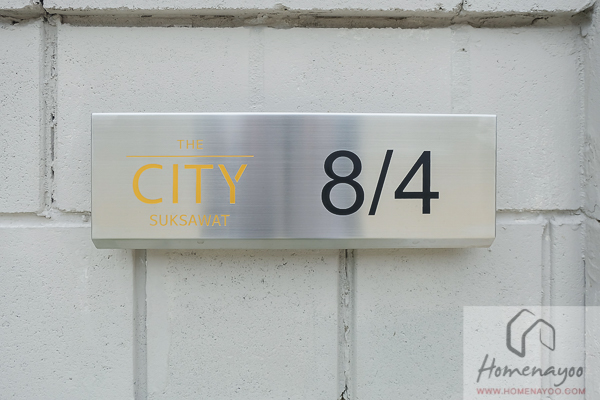 THE
CITY
SUKSAWAT
8/4
Homenayoo
WWW.HOMENAYOO.COM